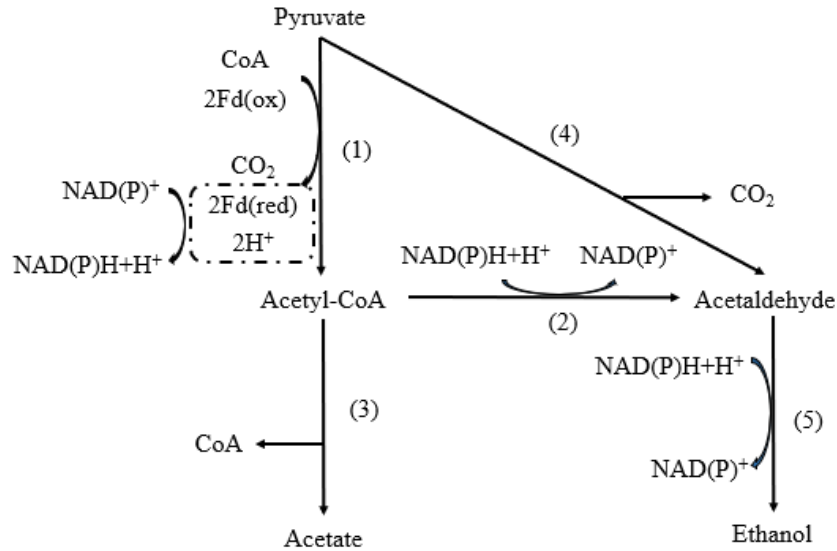 Pyruvate
CoA
2Fd(ox)
(4)
(1)
CO₂
NAD(P)⁺
2Fd(red)
CO₂
2H⁺
NAD(P)H+H⁺
NAD(P)H+H⁺
NAD(P)⁺
Acetyl-CoA
Acetaldehyde
(2)
NAD(P)H+H⁺
(3)
(5)
CoA
NAD(P)⁺
Acetate
Ethanol